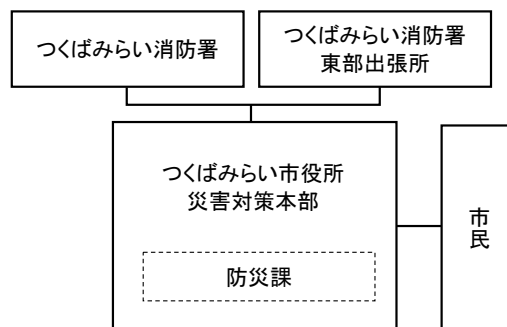 つくばみらい消防署
つくばみらい消防署
東部出張所
つくばみらい市役所
災害対策本部
防災課
市民